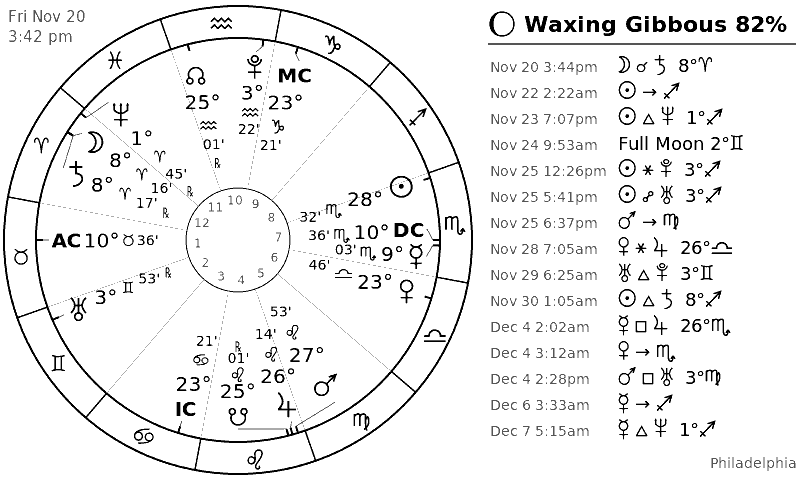 Fri Nov 20
3:42 pm
♒
♓
♑
♈
♐
♉
♏
♊
♎
♋
♌
♍
☊
25°
♒
01'
℞
♇
3°
♒
22'
MC
23°
♑
21'
♆
1°
♈
45'
℞
☽
8°
♈
16'
♄
8°
♈
17'
℞
☉ 28° ♏ 32'
AC 10° ♉ 36'
36' ♏ 10° DC
03' ♏ 9° ☿
46' ♎ 23° ♀
♅ 3° ♊ 53' ℞
21'
♋
23°
IC
℞
01'
♌
25°
☋
14'
♌
26°
♃
53'
♌
27°
♂
11 10 9
12 8
1 7
2 6
3 4 5
☽ Waxing Gibbous 82%
Nov 20 3:44pm ☽ ☌ ♄ 8°♈
Nov 22 2:22am ☉ → ♐
Nov 23 7:07pm ☉ △ ♆ 1°♐
Nov 24 9:53am Full Moon 2°♊
Nov 25 12:26pm ☉ ⚹ ♇ 3°♐
Nov 25 5:41pm ☉ ☍ ♅ 3°♐
Nov 25 6:37pm ♂ → ♍
Nov 28 7:05am ♀ ⚹ ♃ 26°♎
Nov 29 6:25am ♅ △ ♇ 3°♊
Nov 30 1:05am ☉ △ ♄ 8°♐
Dec 4 2:02am ☿ □ ♃ 26°♏
Dec 4 3:12am ♀ → ♏
Dec 4 2:28pm ♂ □ ♅ 3°♍
Dec 6 3:33am ☿ → ♐
Dec 7 5:15am ☿ △ ♆ 1°♐
Philadelphia